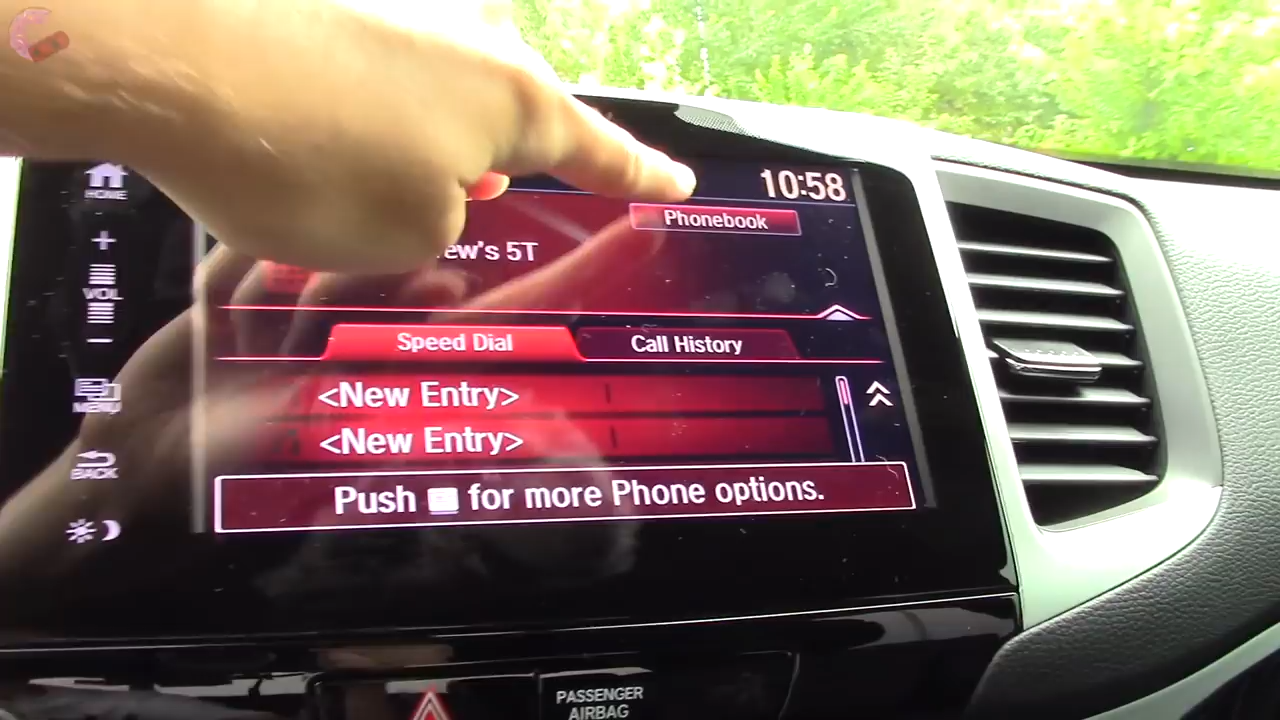 HOME
10:58
Phonebook
ew's 5T
VOL
Speed Dial
Call History
MENU
<New Entry>
<New Entry>
BACK
Push for more Phone options.
PASSENGER
AIRBAG